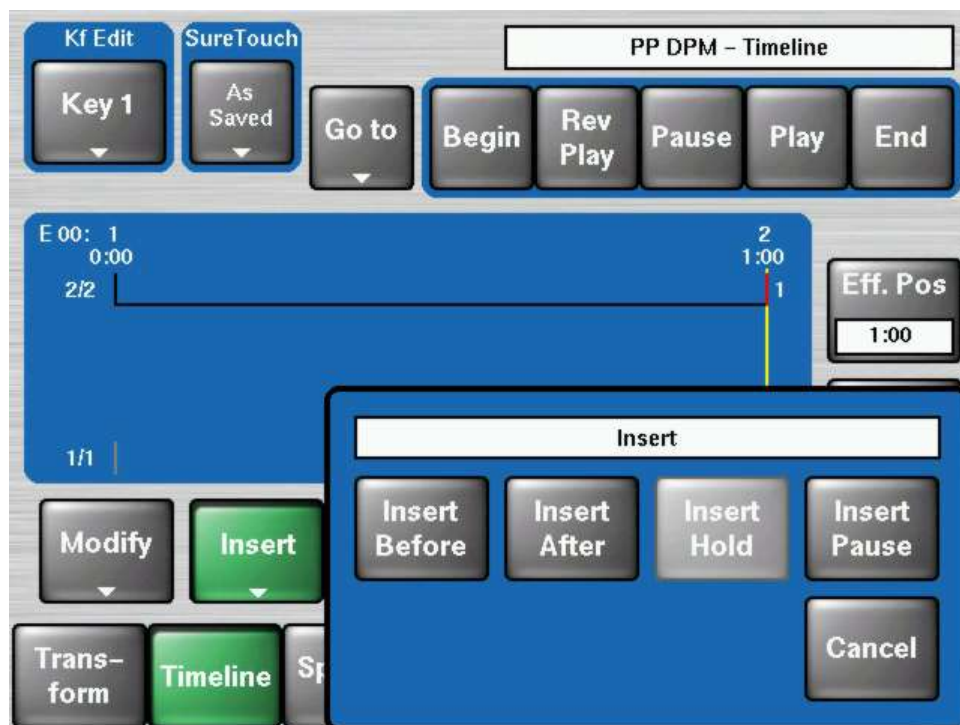 Kf Edit
SureTouch
PP DPM – Timeline
Key 1
As
Saved
Go to
Begin
Rev
Play
Pause
Play
End
E 00: 1
2
0:00
1:00
2/2
1
Eff. Pos
1:00
1/1
Insert
Insert
Before
Insert
After
Insert
Hold
Insert
Pause
Modify
Insert
Cancel
Trans–
form
Timeline